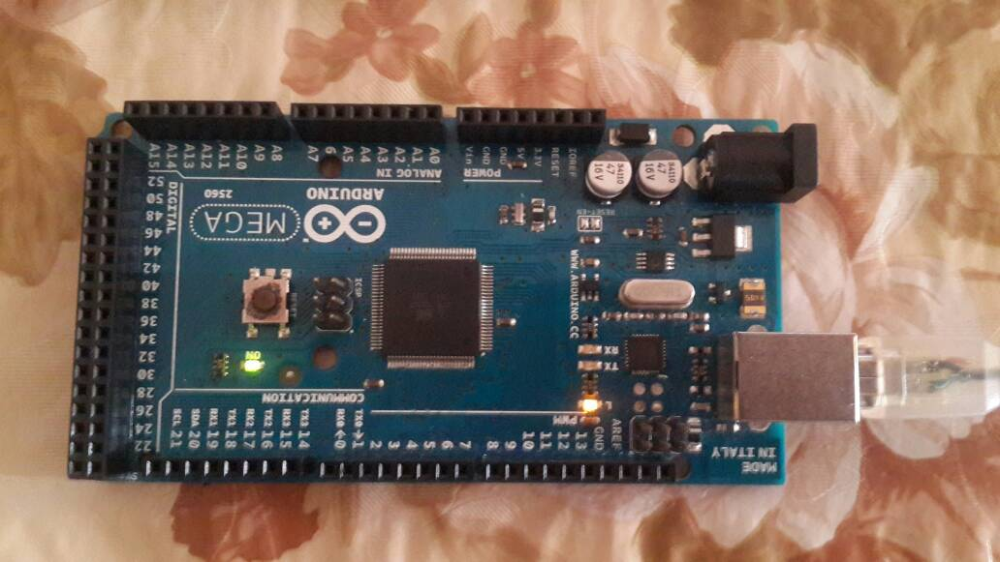 A15
A14
A13
A12
A11
A10
A9
A8
A7
6
A5
A4
A3
A2
A1
A0
ANALOG IN
Vin
GND
GND
5V
3.3V
RESET
IOREF
POWER
52
50
48
46
44
42
40
38
36
34
32
30
28
26
24
22
DIGITAL
2560
ARDUINO
MEGA
47
16V
47
16V
RESET-EN
ICSP
WWW.ARDUINO.CC
RX
TX
L
ON
COMMUNICATION
SCL 21
SDA 20
RX1 19
TX1 18
RX2 17
TX2 16
RX3 15
TX3 14
RX0 0
TX0 1
2
3
4
5
6
7
8
9
10
11
12
13
GND
AREF
PWM
MADE
IN ITALY